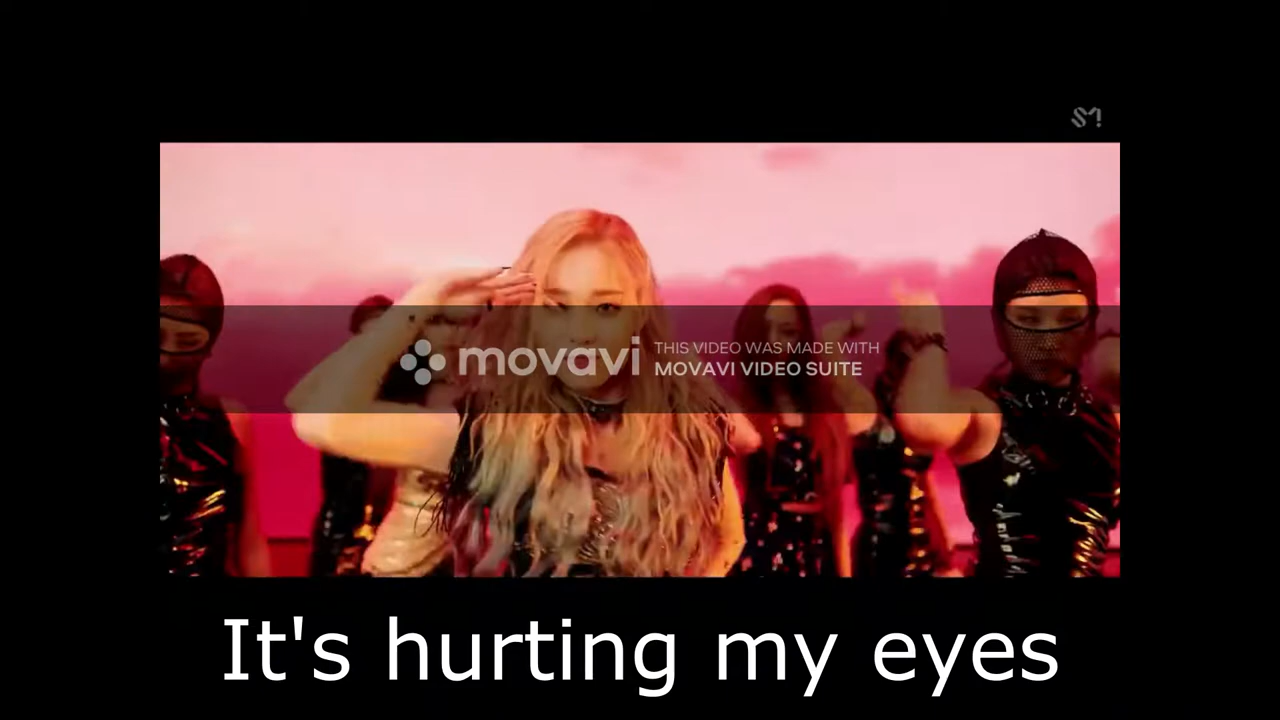 SM!
movavi
THIS VIDEO WAS MADE WITH
MOVAVI VIDEO SUITE
It's hurting my eyes